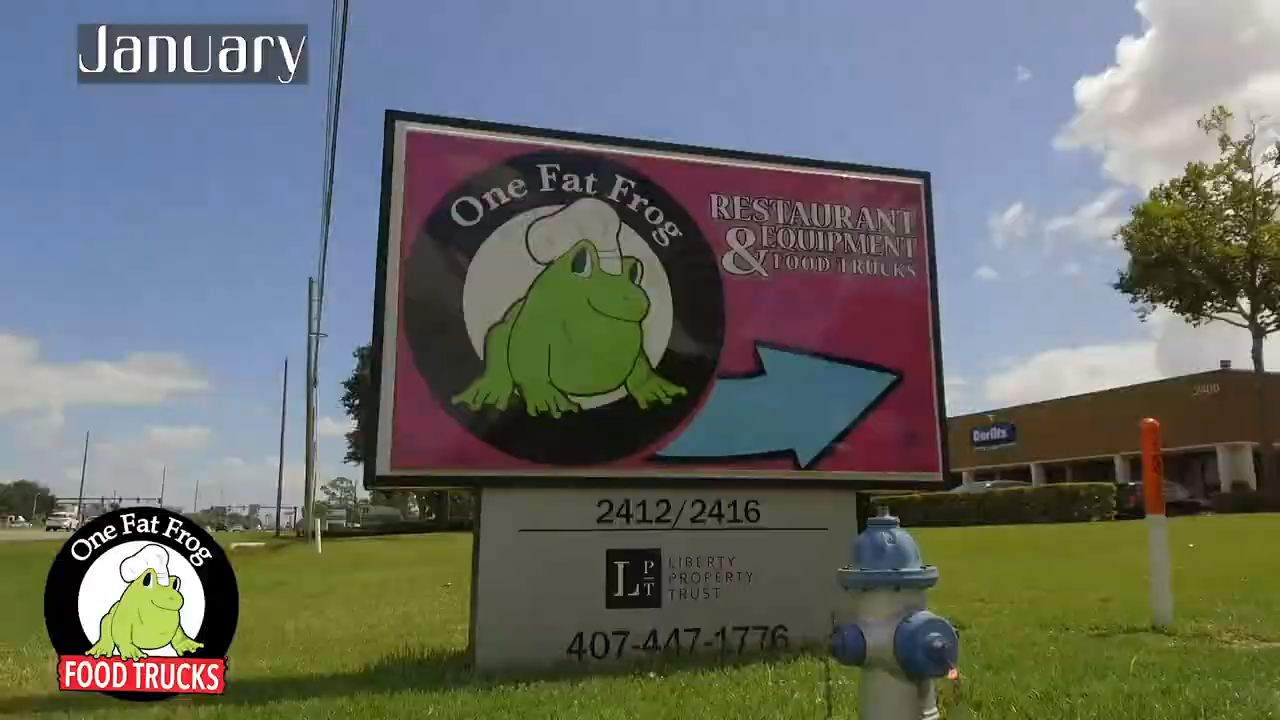 January
One Fat Frog
RESTAURANT
& EQUIPMENT
FOOD TRUCKS
2400
2412/2416
LPT
LIBERTY
PROPERTY
TRUST
407-447-1776
One Fat Frog
FOOD TRUCKS